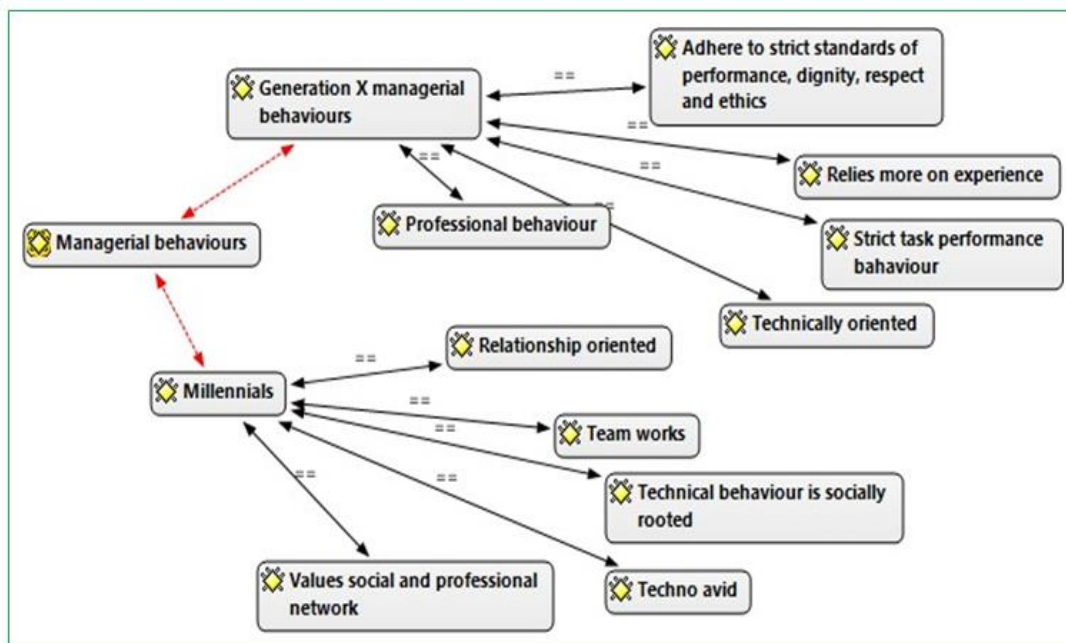 Adhere to strict standards of
performance, dignity, respect
and ethics
==
Generation X managerial
behaviours
==
Relies more on experience
==
==
==
Professional behaviour
Strict task performance
bahaviour
Managerial behaviours
Technically oriented
Relationship oriented
==
Millennials
==
Team works
==
==
==
Technical behaviour is socially
rooted
Values social and professional
network
Techno avid